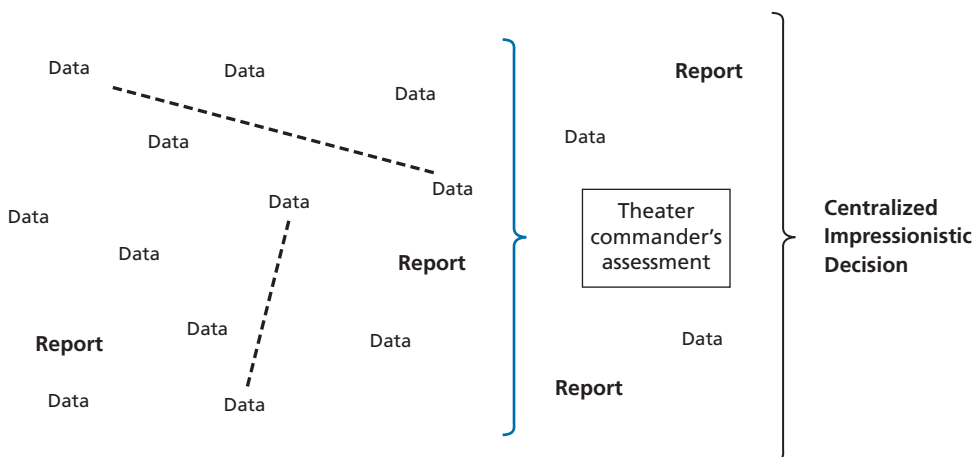 Data
Data
Data
Data
Data
Data
Data
Data
Report
Data
Report
Data
Data
Data
Report
Data
Theater
commander's
assessment
Data
Report
Centralized
Impressionistic
Decision